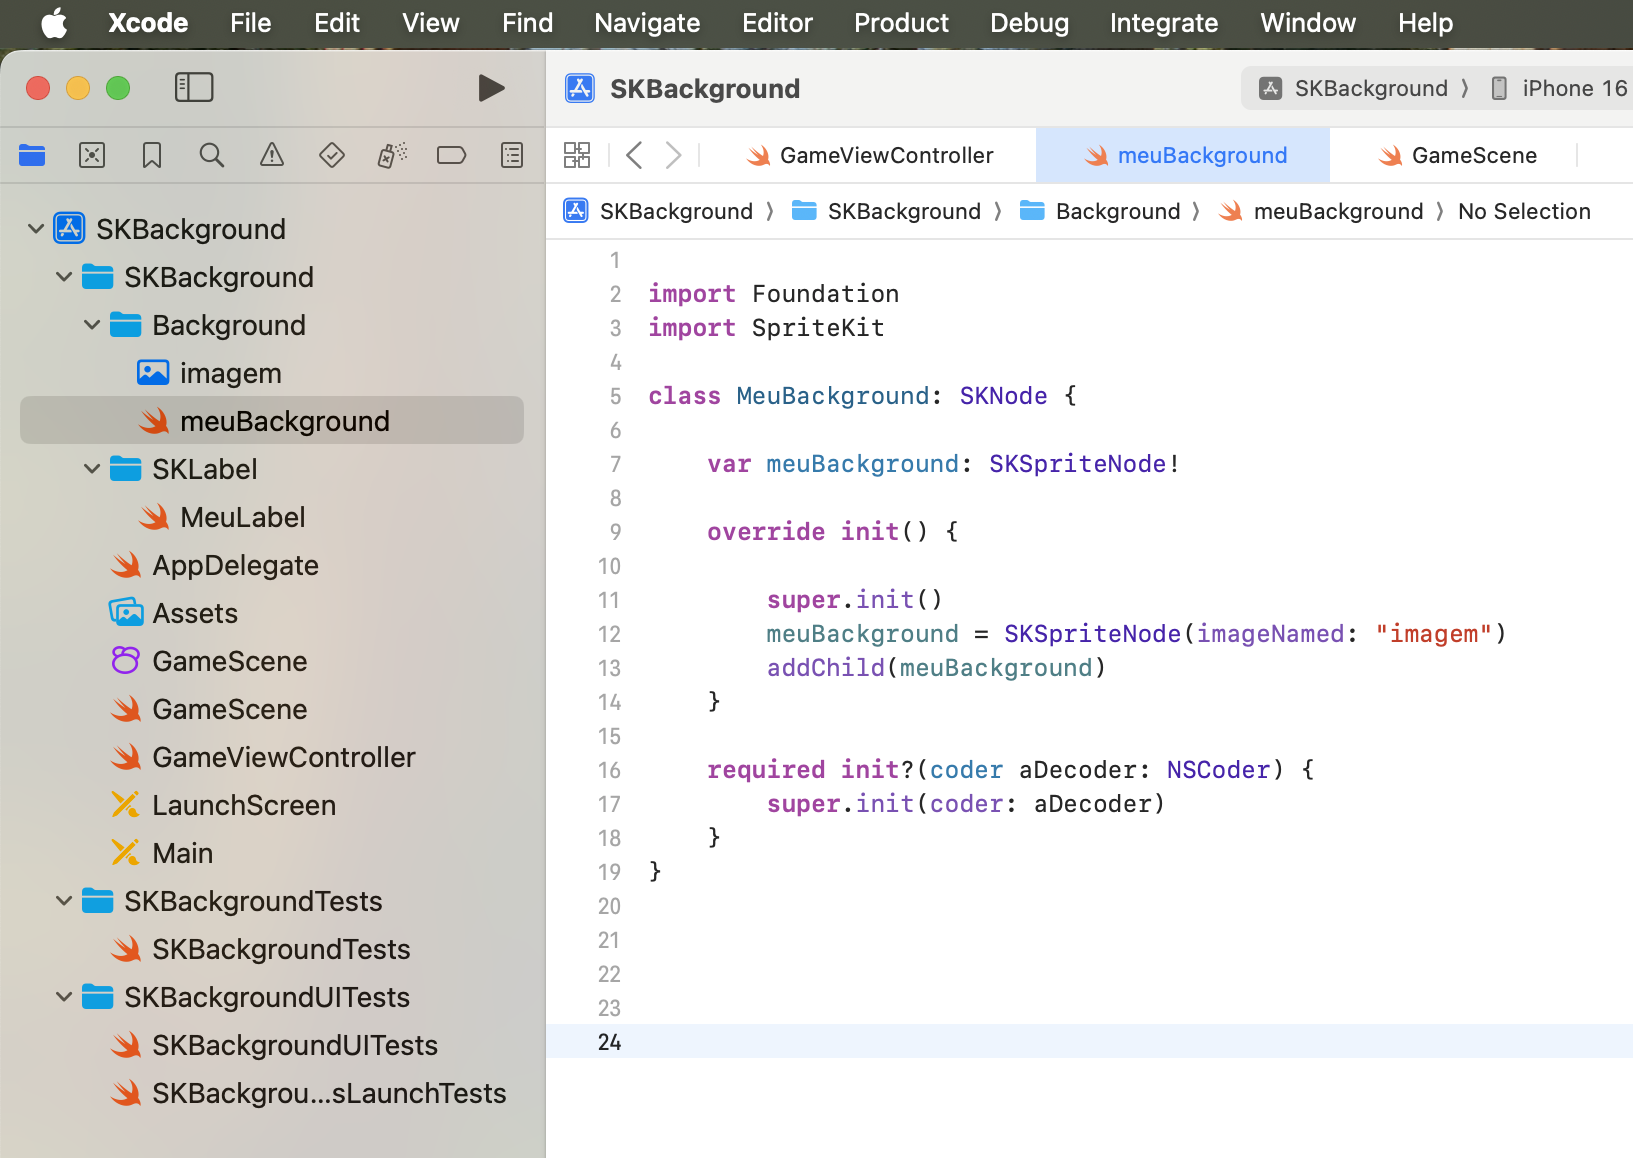 Xcode File Edit View Find Navigate Editor Product Debug Integrate Window Help
SKBackground
SKBackground
Background
imagem
meuBackground
SKLabel
MeuLabel
AppDelegate
Assets
GameScene
GameScene
GameViewController
LaunchScreen
Main
SKBackgroundTests
SKBackgroundTests
SKBackgroundUITests
SKBackgroundUITests
SKBackgrou...sLaunchTests
SKBackground SKBackground 〉 iPhone 16
GameViewController meuBackground GameScene
SKBackground 〉 SKBackground 〉 Background 〉 meuBackground 〉 No Selection
1
2 import Foundation
3 import SpriteKit
4
5 class MeuBackground: SKNode {
6
7 var meuBackground: SKSpriteNode!
8
9 override init() {
10
11 super.init()
12 meuBackground = SKSpriteNode(imageNamed: "imagem")
13 addChild(meuBackground)
14 }
15
16 required init?(coder aDecoder: NSCoder) {
17 super.init(coder: aDecoder)
18 }
19 }
20
21
22
23
24